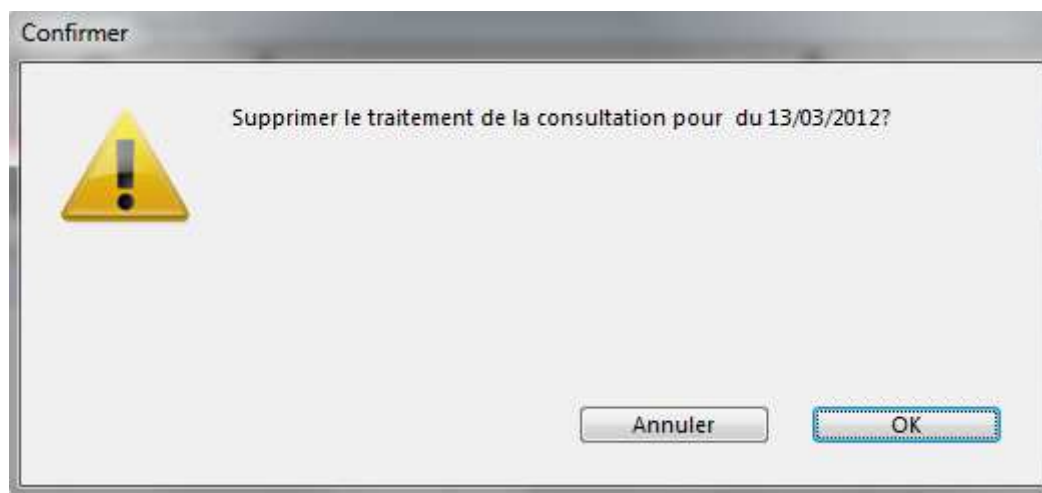 Confirmer
Supprimer le traitement de la consultation pour  du 13/03/2012?
Annuler
OK